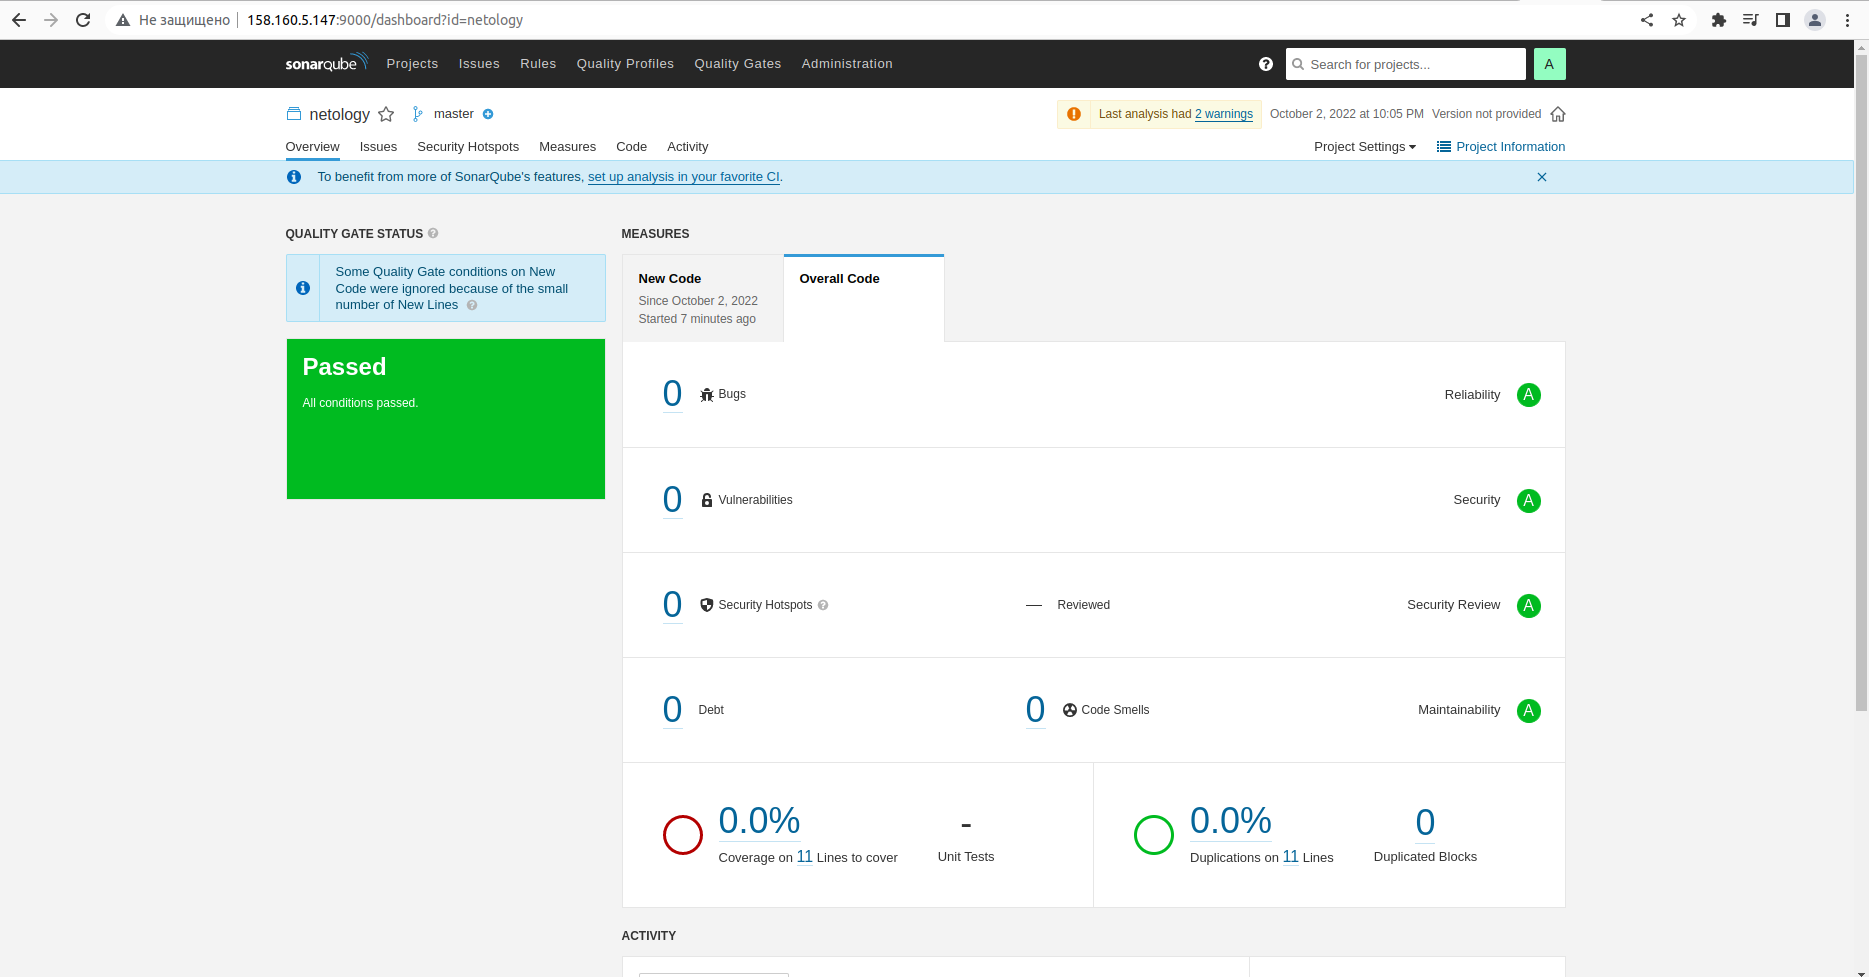 Не защищено 158.160.5.147:9000/dashboard?id=netology
sonarqube Projects Issues Rules Quality Profiles Quality Gates Administration Search for projects... A
netology master Last analysis had 2 warnings October 2, 2022 at 10:05 PM Version not provided
Overview Issues Security Hotspots Measures Code Activity Project Settings Project Information
To benefit from more of SonarQube's features, set up analysis in your favorite CI.
QUALITY GATE STATUS
Some Quality Gate conditions on New
Code were ignored because of the small
number of New Lines
Passed
All conditions passed.
MEASURES
New Code
Since October 2, 2022
Started 7 minutes ago
Overall Code
0 Bugs Reliability A
0 Vulnerabilities Security A
0 Security Hotspots — Reviewed Security Review A
0 Debt 0 Code Smells Maintainability A
0.0%
Coverage on 11 Lines to cover
-
Unit Tests
0.0%
Duplications on 11 Lines
0
Duplicated Blocks
ACTIVITY